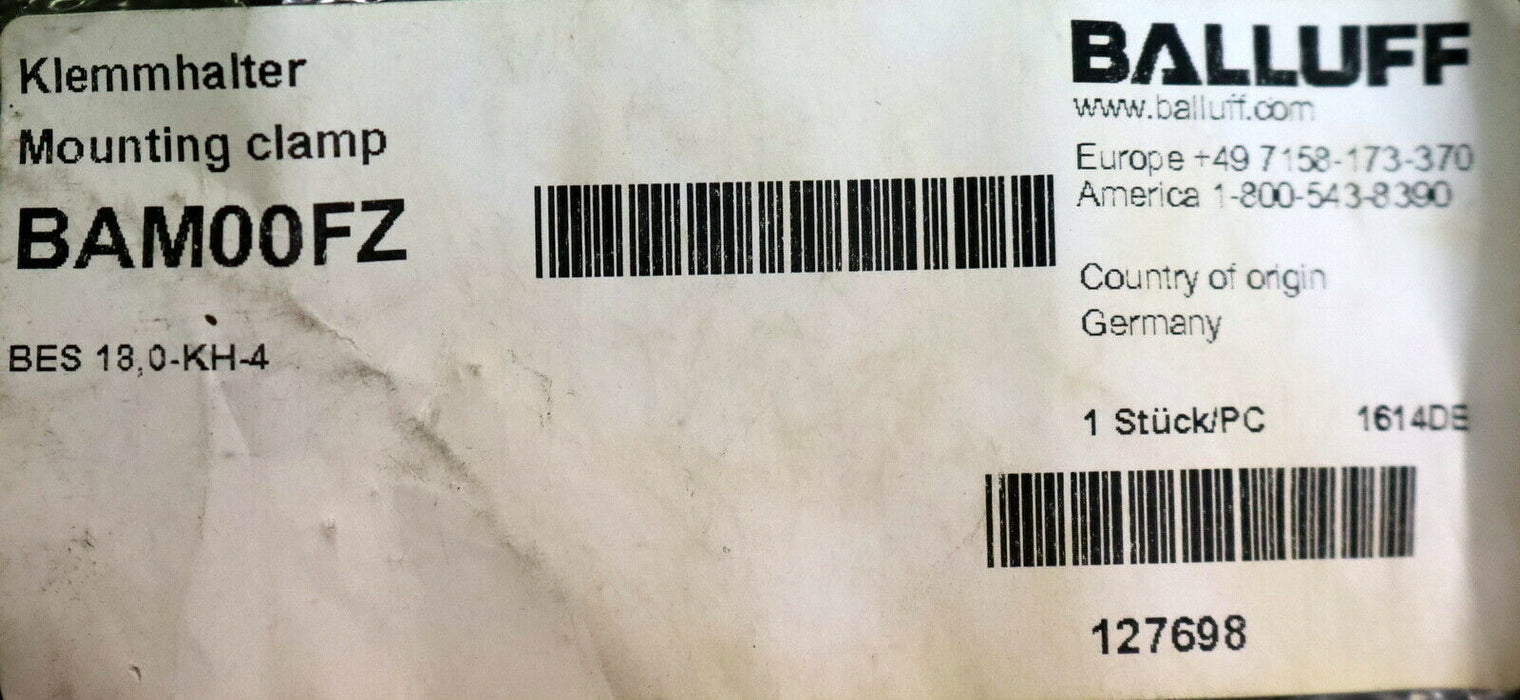 Klemmhalter
Mounting clamp
BAM00FZ
BES 18,0-KH-4
BALLUFF
www.balluff.com
Europe +49 7158-173-370
America 1-800-543-8390
Country of origin
Germany
1 Stück/PC 1614DE
127698